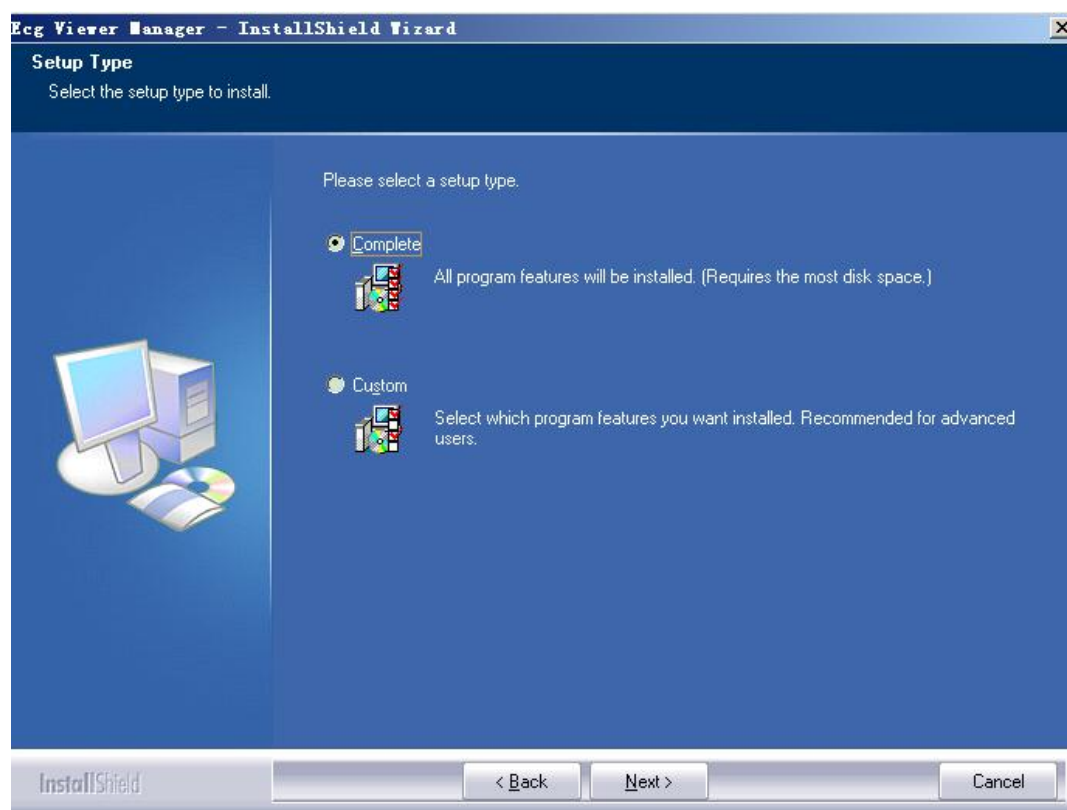 Ecg Viewer Manager - InstallShield Wizard
Setup Type
Select the setup type to install.
Please select a setup type.
Complete
All program features will be installed. (Requires the most disk space.)
Custom
Select which program features you want installed. Recommended for advanced
users.
InstallShield
< Back
Next >
Cancel